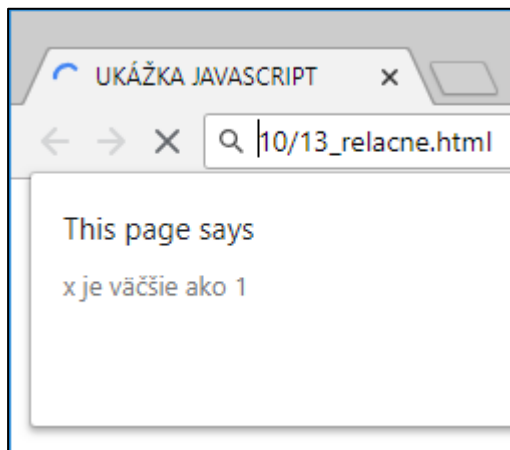 UKÁŽKA JAVASCRIPT
10/13_relacne.html
This page says
x je väčšie ako 1